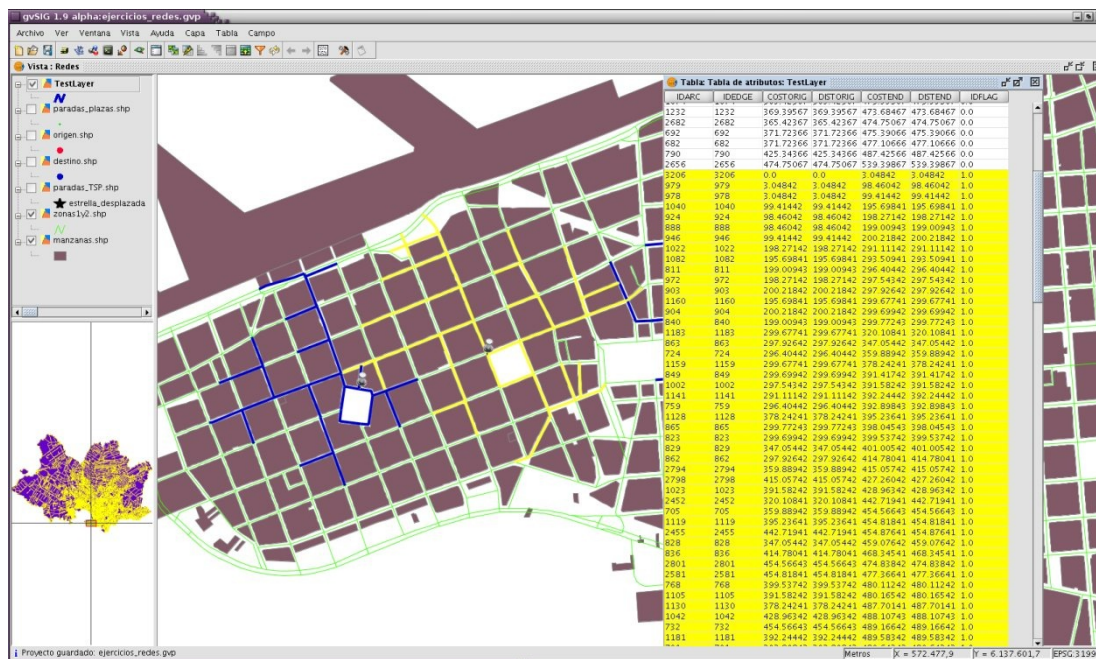 gvSIG 1.9 alpha:ejercicios_redes.gvp
Archivo Ver Ventana Vista Ayuda Capa Tabla Campo
Vista : Redes
TestLayer
paradas_plazas.shp
origen.shp
destino.shp
paradas_TSP.shp
estrella_desplazada
zonas1y2.shp
manzanas.shp
Tabla: Tabla de atributos: TestLayer
IDARC IDEDGE COSTORIG DISTORIG COSTEND DISTEND IDFLAG
1232 1232 369.39567 369.39567 473.68467 473.68467 0.0
2682 2682 365.42367 365.42367 474.75067 474.75067 0.0
692 692 371.72366 371.72366 475.39066 475.39066 0.0
682 682 373.72366 373.72366 477.10666 477.10666 0.0
790 790 425.34366 425.34366 487.42566 487.42566 0.0
2656 2656 474.75067 474.75067 539.39867 539.39867 0.0
3206 3206 0.0 0.0 3.04842 3.04842 1.0
979 979 3.04842 3.04842 98.46042 98.46042 1.0
978 978 3.04842 3.04842 99.41442 99.41442 1.0
1040 1040 99.41442 99.41442 195.69841 195.69841 1.0
924 924 98.46042 98.46042 198.27142 198.27142 1.0
888 888 98.46042 98.46042 199.00943 199.00943 1.0
946 946 99.41442 99.41442 200.21842 200.21842 1.0
1022 1022 198.27142 198.27142 291.11142 291.11142 1.0
1082 1082 195.69841 195.69841 293.50941 293.50941 1.0
811 811 199.00943 199.00943 296.40442 296.40442 1.0
972 972 198.27142 198.27142 297.54342 297.54342 1.0
903 903 200.21842 200.21842 297.92642 297.92642 1.0
1160 1160 195.69841 195.69841 299.67741 299.67741 1.0
904 904 200.21842 200.21842 299.69942 299.69942 1.0
840 840 199.00943 199.00943 299.77243 299.77243 1.0
1183 1183 299.67741 299.67741 320.10841 320.10841 1.0
863 863 297.92642 297.92642 347.05442 347.05442 1.0
724 724 296.40442 296.40442 359.88942 359.88942 1.0
1159 1159 299.67741 299.67741 378.24241 378.24241 1.0
849 849 299.69942 299.69942 391.41742 391.41742 1.0
1002 1002 297.54342 297.54342 391.58242 391.58242 1.0
1141 1141 291.11142 291.11142 392.24442 392.24442 1.0
759 759 296.40442 296.40442 392.89843 392.89843 1.0
1128 1128 378.24241 378.24241 395.23641 395.23641 1.0
865 865 299.77243 299.77243 398.04543 398.04543 1.0
823 823 299.69942 299.69942 399.53742 399.53742 1.0
829 829 347.05442 347.05442 401.00542 401.00542 1.0
862 862 297.92642 297.92642 414.78041 414.78041 1.0
2794 2794 359.88942 359.88942 415.05742 415.05742 1.0
2798 2798 415.05742 415.05742 427.26042 427.26042 1.0
1023 1023 391.58242 391.58242 428.96342 428.96342 1.0
2452 2452 320.10841 320.10841 442.71941 442.71941 1.0
705 705 359.88942 359.88942 454.56643 454.56643 1.0
1119 1119 395.23641 395.23641 454.81841 454.81841 1.0
2455 2455 442.71941 442.71941 454.87641 454.87641 1.0
828 828 347.05442 347.05442 459.07642 459.07642 1.0
836 836 414.78041 414.78041 468.34541 468.34541 1.0
2801 2801 454.56643 454.56643 474.83842 474.83842 1.0
2581 2581 454.81841 454.81841 477.36641 477.36641 1.0
768 768 399.53742 399.53742 480.11242 480.11242 1.0
1105 1105 391.58242 391.58242 480.16542 480.16542 1.0
1130 1130 378.24241 378.24241 487.70141 487.70141 1.0
1042 1042 428.96342 428.96342 488.10743 488.10743 1.0
732 732 454.56643 454.56643 489.16642 489.16642 1.0
1181 1181 392.24442 392.24442 489.58342 489.58342 1.0
Proyecto guardado: ejercicios_redes.gvp
Metros X = 572.477,9 Y = 6.137.601,7 EPSG:3199